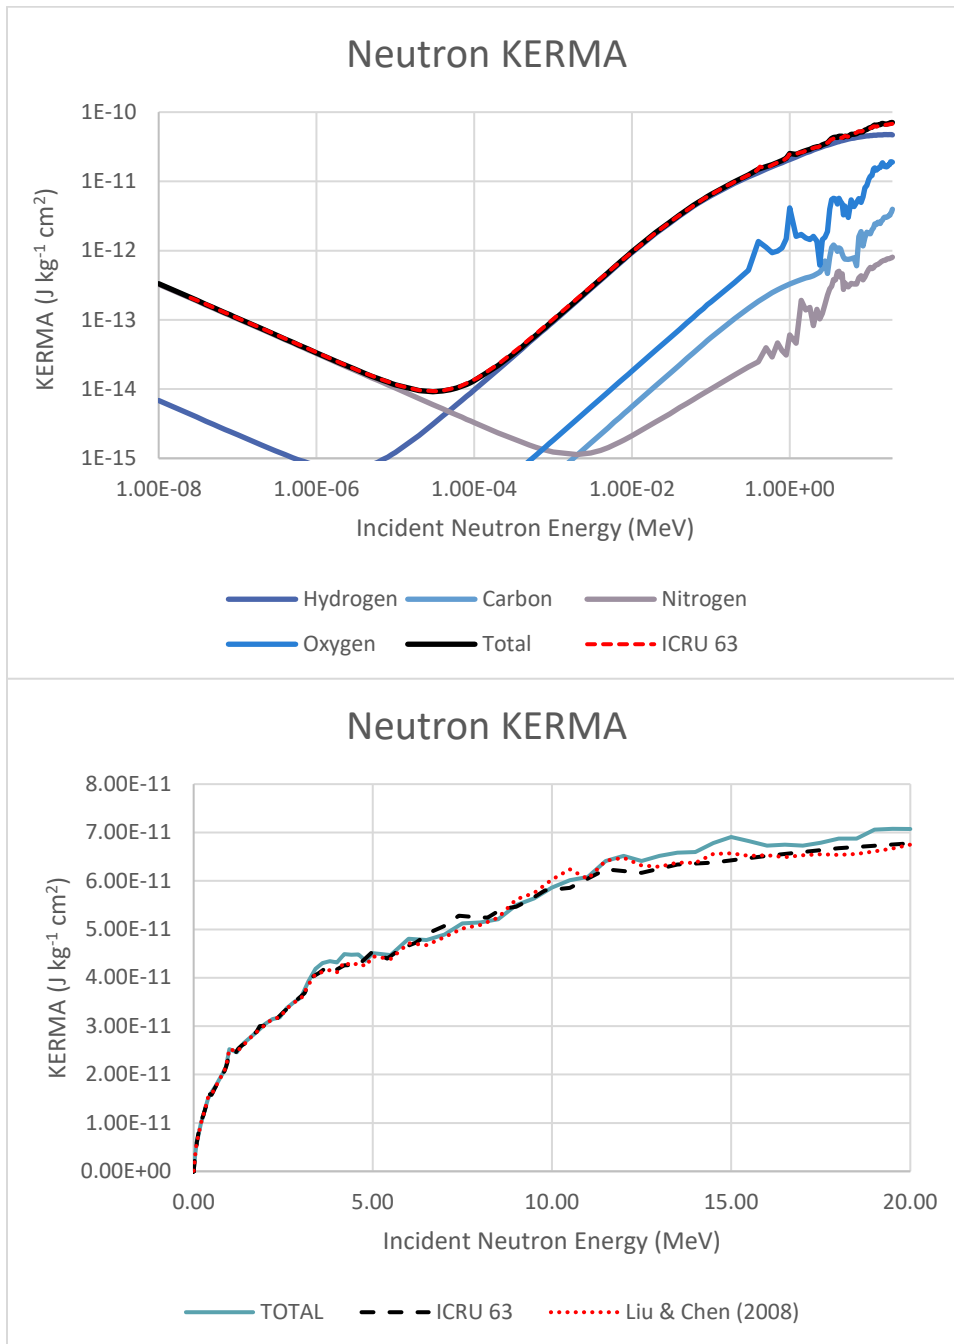 Neutron KERMA
1E-10
1E-11
1E-12
1E-13
1E-14
1E-15
KERMA (J kg⁻¹ cm²)
1.00E-08 1.00E-06 1.00E-04 1.00E-02 1.00E+00
Incident Neutron Energy (MeV)
Hydrogen Carbon Nitrogen
Oxygen Total ICRU 63
Neutron KERMA
8.00E-11
7.00E-11
6.00E-11
5.00E-11
4.00E-11
3.00E-11
2.00E-11
1.00E-11
0.00E+00
KERMA (J kg⁻¹ cm²)
0.00 5.00 10.00 15.00 20.00
Incident Neutron Energy (MeV)
TOTAL ICRU 63 Liu & Chen (2008)